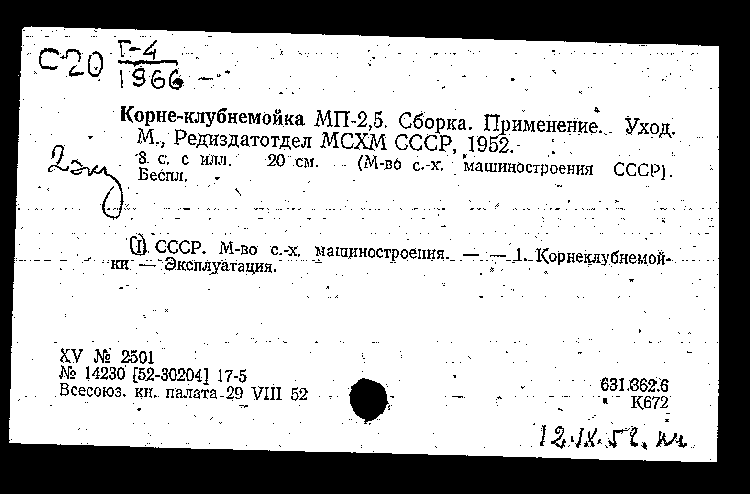 С20 Г-4
1966
Корне-клубнемойка МП-2,5. Сборка. Применение. Уход.
М., Редиздатотдел МСХМ СССР, 1952.
8 с. с илл. 20 см. (М-во с.-х. машиностроения СССР).
Беспл.
2 экз
(I) СССР. М-во с.-х. машиностроения. — — 1. Корнеклубнемой-
ки — Эксплуатация.
XV № 2501
№ 14230 [52-30204] 17-5
Всесоюз. кн. палата 29 VIII 52
631.362.6
К672
12.IX.52.